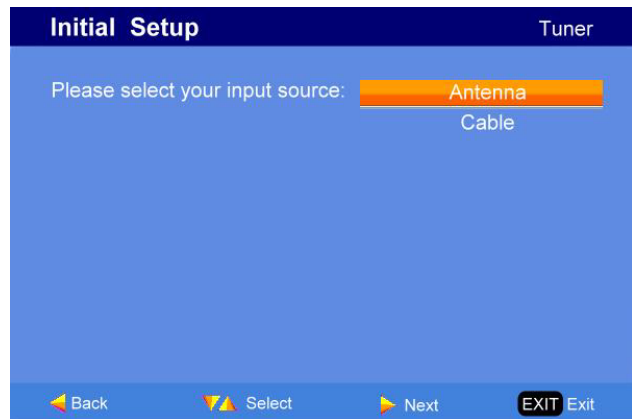 Initial Setup Tuner
Please select your input source: Antenna
Cable
Back Select Next EXIT Exit